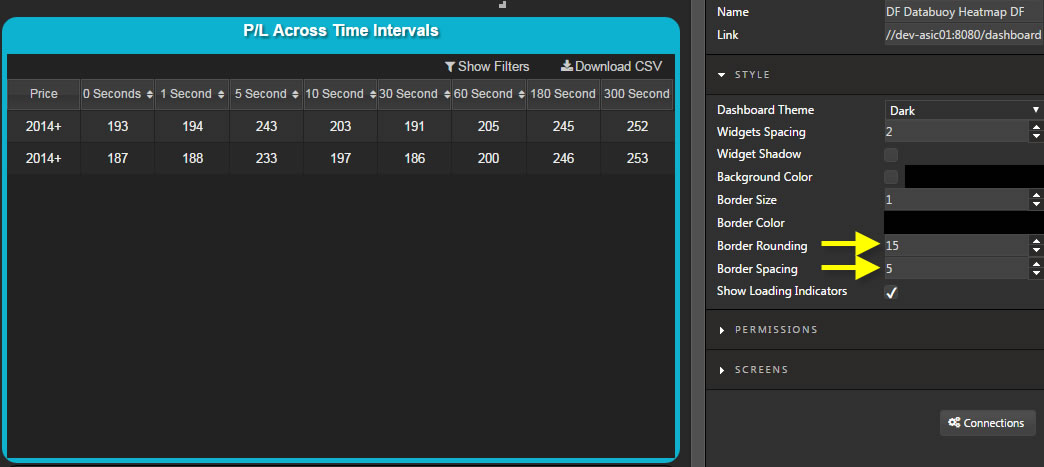 P/L Across Time Intervals
Show Filters Download CSV
Price 0 Seconds 1 Second 5 Second 10 Second 30 Second 60 Second 180 Second 300 Second
2014+ 193 194 243 203 191 205 245 252
2014+ 187 188 233 197 186 200 246 253
Name DF Databuoy Heatmap DF
Link //dev-asic01:8080/dashboard
STYLE
Dashboard Theme Dark
Widgets Spacing 2
Widget Shadow
Background Color
Border Size 1
Border Color
Border Rounding 15
Border Spacing 5
Show Loading Indicators
PERMISSIONS
SCREENS
Connections